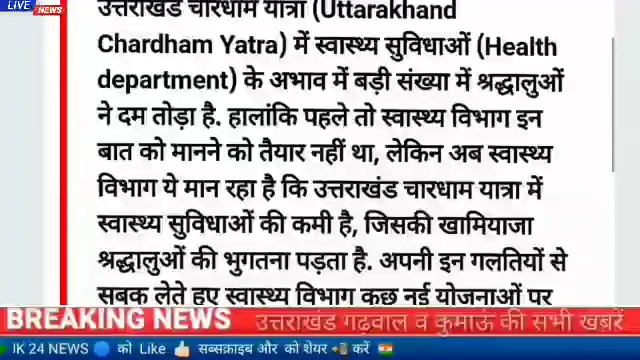 LIVE
NEWS
उत्तराखंड चारधाम यात्रा (Uttarakhand
Chardham Yatra) में स्वास्थ्य सुविधाओं (Health
department) के अभाव में बड़ी संख्या में श्रद्धालुओं
ने दम तोड़ा है. हालांकि पहले तो स्वास्थ्य विभाग इन
बात को मानने को तैयार नहीं था, लेकिन अब स्वास्थ्य
विभाग ये मान रहा है कि उत्तराखंड चारधाम यात्रा में
स्वास्थ्य सुविधाओं की कमी है, जिसकी खामियाजा
श्रद्धालुओं की भुगतना पड़ता है. अपनी इन गलतियों से
सबक लेते हुए स्वास्थ्य विभाग कुछ नई योजनाओं पर
BREAKING NEWS उत्तराखंड गढ़वाल व कुमाऊं की सभी खबरें
IK 24 NEWS 🔵 को Like 👍 सब्सक्राइब और को शेयर 📲 करें 🇮🇳